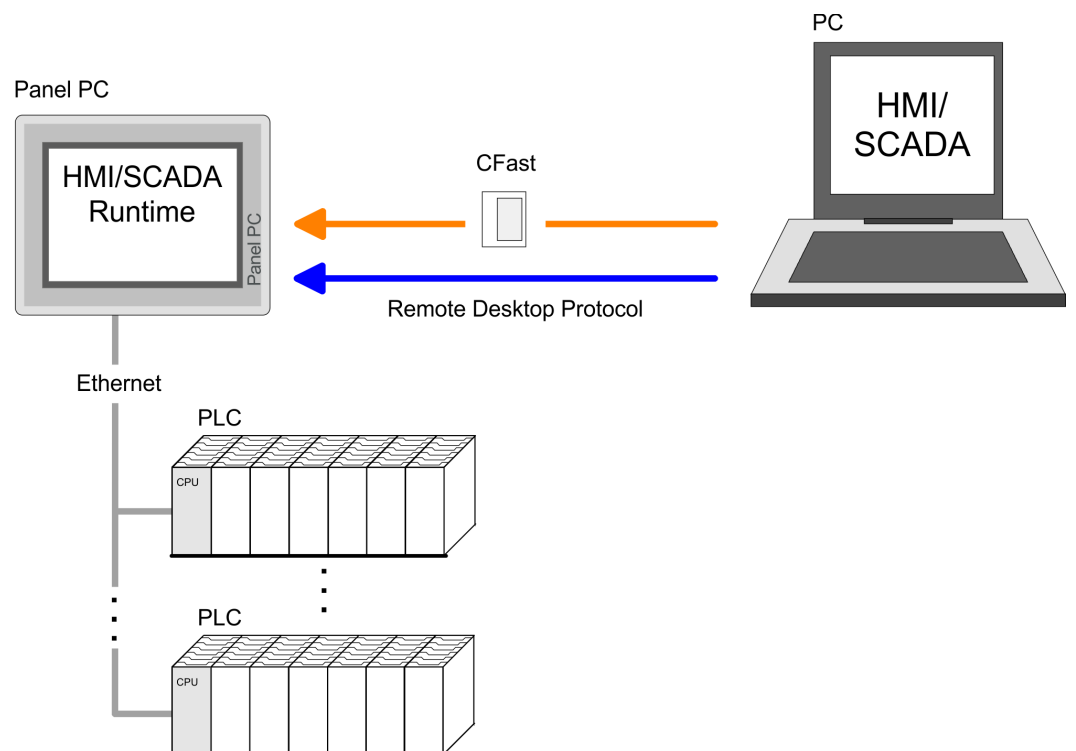 PC
Panel PC
HMI/SCADA
Runtime
Panel PC
CFast
HMI/
SCADA
Remote Desktop Protocol
Ethernet
PLC
CPU
PLC
CPU